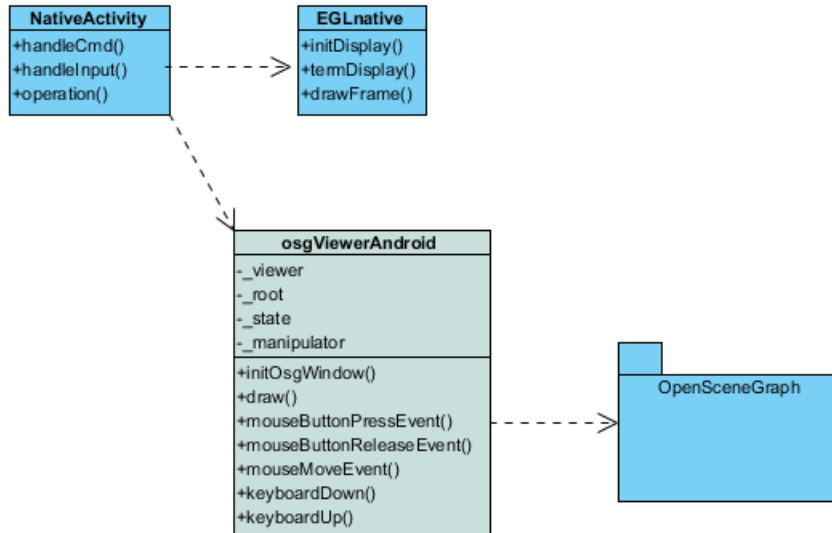 NativeActivity
+handleCmd()
+handleInput()
+operation()
EGLnative
+initDisplay()
+termDisplay()
+drawFrame()
osgViewerAndroid
-_viewer
-_root
-_state
-_manipulator
+initOsgWindow()
+draw()
+mouseButtonPressEvent()
+mouseButtonReleaseEvent()
+mouseMoveEvent()
+keyboardDown()
+keyboardUp()
OpenSceneGraph